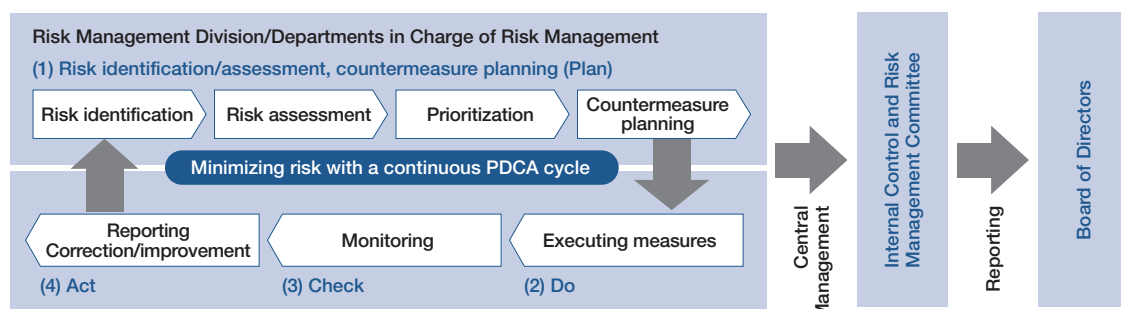 Risk Management Division/Departments in Charge of Risk Management
(1) Risk identification/assessment, countermeasure planning (Plan)
Risk identification
Risk assessment
Prioritization
Countermeasure
planning
Minimizing risk with a continuous PDCA cycle
Reporting
Correction/improvement
Monitoring
Executing measures
(4) Act
(3) Check
(2) Do
Central
Management
Internal Control and Risk
Management Committee
Reporting
Board of Directors